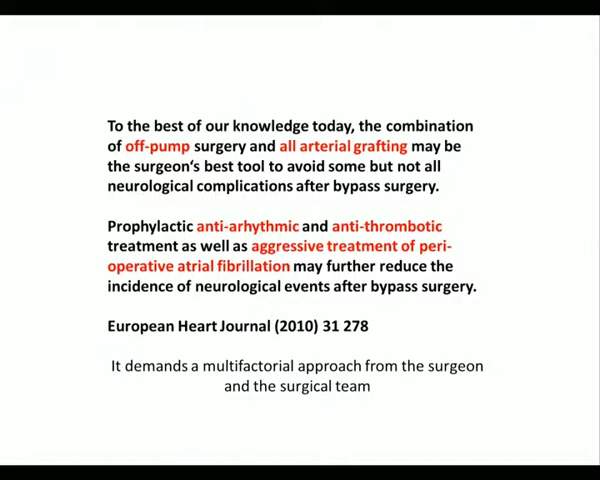 To the best of our knowledge today, the combination
of off-pump surgery and all arterial grafting may be
the surgeon‘s best tool to avoid some but not all
neurological complications after bypass surgery.
Prophylactic anti-arhythmic and anti-thrombotic
treatment as well as aggressive treatment of peri-
operative atrial fibrillation may further reduce the
incidence of neurological events after bypass surgery.
European Heart Journal (2010) 31 278
It demands a multifactorial approach from the surgeon
and the surgical team